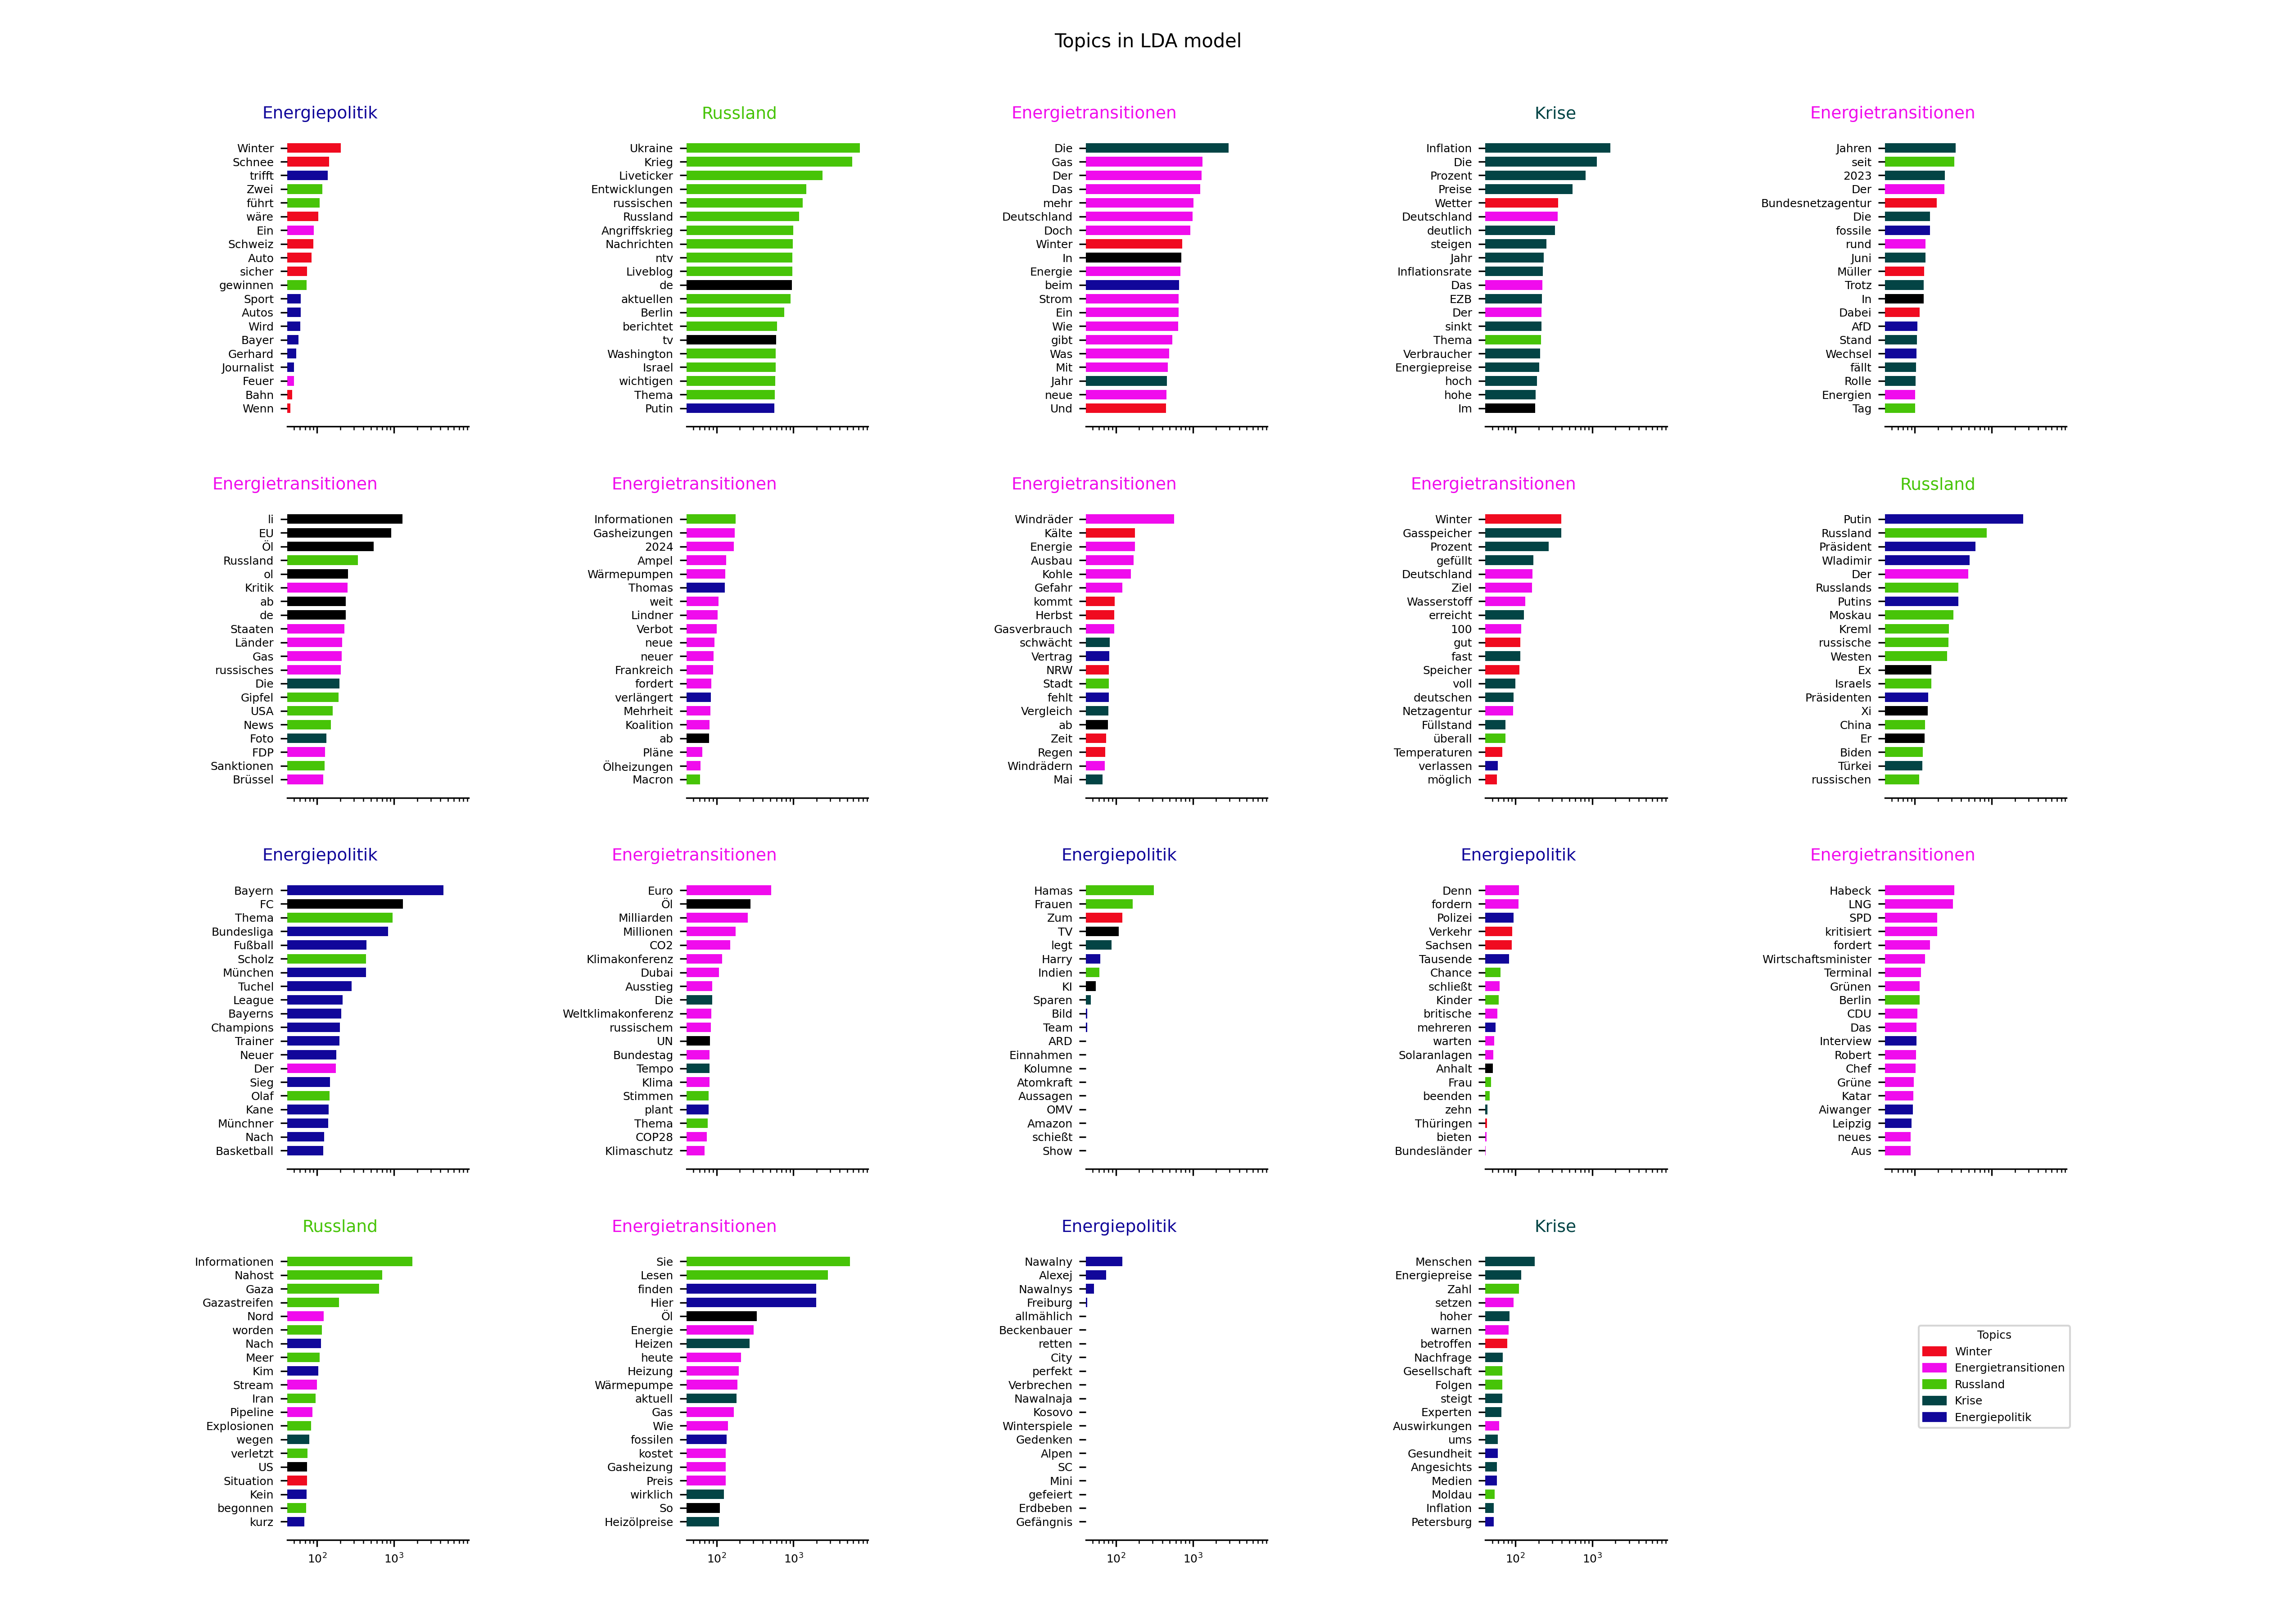 Topics in LDA model
Energiepolitik
Winter
Schnee
trifft
Zwei
führt
wäre
Ein
Schweiz
Auto
sicher
gewinnen
Sport
Autos
Wird
Bayer
Gerhard
Journalist
Feuer
Bahn
Wenn
Russland
Ukraine
Krieg
Liveticker
Entwicklungen
russischen
Russland
Angriffskrieg
Nachrichten
ntv
Liveblog
de
aktuellen
Berlin
berichtet
tv
Washington
Israel
wichtigen
Thema
Putin
Energietransitionen
Die
Gas
Der
Das
mehr
Deutschland
Doch
Winter
In
Energie
beim
Strom
Ein
Wie
gibt
Was
Mit
Jahr
neue
Und
Krise
Inflation
Die
Prozent
Preise
Wetter
Deutschland
deutlich
steigen
Jahr
Inflationsrate
Das
EZB
Der
sinkt
Thema
Verbraucher
Energiepreise
hoch
hohe
Im
Energietransitionen
Jahren
seit
2023
Der
Bundesnetzagentur
Die
fossile
rund
Juni
Müller
Trotz
In
Dabei
AfD
Stand
Wechsel
fällt
Rolle
Energien
Tag
Energietransitionen
li
EU
Öl
Russland
ol
Kritik
ab
de
Staaten
Länder
Gas
russisches
Die
Gipfel
USA
News
Foto
FDP
Sanktionen
Brüssel
Energietransitionen
Informationen
Gasheizungen
2024
Ampel
Wärmepumpen
Thomas
weit
Lindner
Verbot
neue
neuer
Frankreich
fordert
verlängert
Mehrheit
Koalition
ab
Pläne
Ölheizungen
Macron
Energietransitionen
Windräder
Kälte
Energie
Ausbau
Kohle
Gefahr
kommt
Herbst
Gasverbrauch
schwächt
Vertrag
NRW
Stadt
fehlt
Vergleich
ab
Zeit
Regen
Windrädern
Mai
Energietransitionen
Winter
Gasspeicher
Prozent
gefüllt
Deutschland
Ziel
Wasserstoff
erreicht
100
gut
fast
Speicher
voll
deutschen
Netzagentur
Füllstand
überall
Temperaturen
verlassen
möglich
Russland
Putin
Russland
Präsident
Wladimir
Der
Russlands
Putins
Moskau
Kreml
russische
Westen
Ex
Israels
Präsidenten
Xi
China
Er
Biden
Türkei
russischen
Energiepolitik
Bayern
FC
Thema
Bundesliga
Fußball
Scholz
München
Tuchel
League
Bayerns
Champions
Trainer
Neuer
Der
Sieg
Olaf
Kane
Münchner
Nach
Basketball
Energietransitionen
Euro
Öl
Milliarden
Millionen
CO2
Klimakonferenz
Dubai
Ausstieg
Die
Weltklimakonferenz
russischem
UN
Bundestag
Tempo
Klima
Stimmen
plant
Thema
COP28
Klimaschutz
Energiepolitik
Hamas
Frauen
Zum
TV
legt
Harry
Indien
KI
Sparen
Bild
Team
ARD
Einnahmen
Kolumne
Atomkraft
Aussagen
OMV
Amazon
schießt
Show
Energiepolitik
Denn
fordern
Polizei
Verkehr
Sachsen
Tausende
Chance
schließt
Kinder
britische
mehreren
warten
Solaranlagen
Anhalt
Frau
beenden
zehn
Thüringen
bieten
Bundesländer
Energietransitionen
Habeck
LNG
SPD
kritisiert
fordert
Wirtschaftsminister
Terminal
Grünen
Berlin
CDU
Das
Interview
Robert
Chef
Grüne
Katar
Aiwanger
Leipzig
neues
Aus
Russland
Informationen
Nahost
Gaza
Gazastreifen
Nord
worden
Nach
Meer
Kim
Stream
Iran
Pipeline
Explosionen
wegen
verletzt
US
Situation
Kein
begonnen
kurz
10²
10³
Energietransitionen
Sie
Lesen
finden
Hier
Öl
Energie
Heizen
heute
Heizung
Wärmepumpe
aktuell
Gas
Wie
fossilen
kostet
Gasheizung
Preis
wirklich
So
Heizölpreise
10²
10³
Energiepolitik
Nawalny
Alexej
Nawalnys
Freiburg
allmählich
Beckenbauer
retten
City
perfekt
Verbrechen
Nawalnaja
Kosovo
Winterspiele
Gedenken
Alpen
SC
Mini
gefeiert
Erdbeben
Gefängnis
10²
10³
Krise
Menschen
Energiepreise
Zahl
setzen
hoher
warnen
betroffen
Nachfrage
Gesellschaft
Folgen
steigt
Experten
Auswirkungen
ums
Gesundheit
Angesichts
Medien
Moldau
Inflation
Petersburg
10²
10³
Topics
Winter
Energietransitionen
Russland
Krise
Energiepolitik